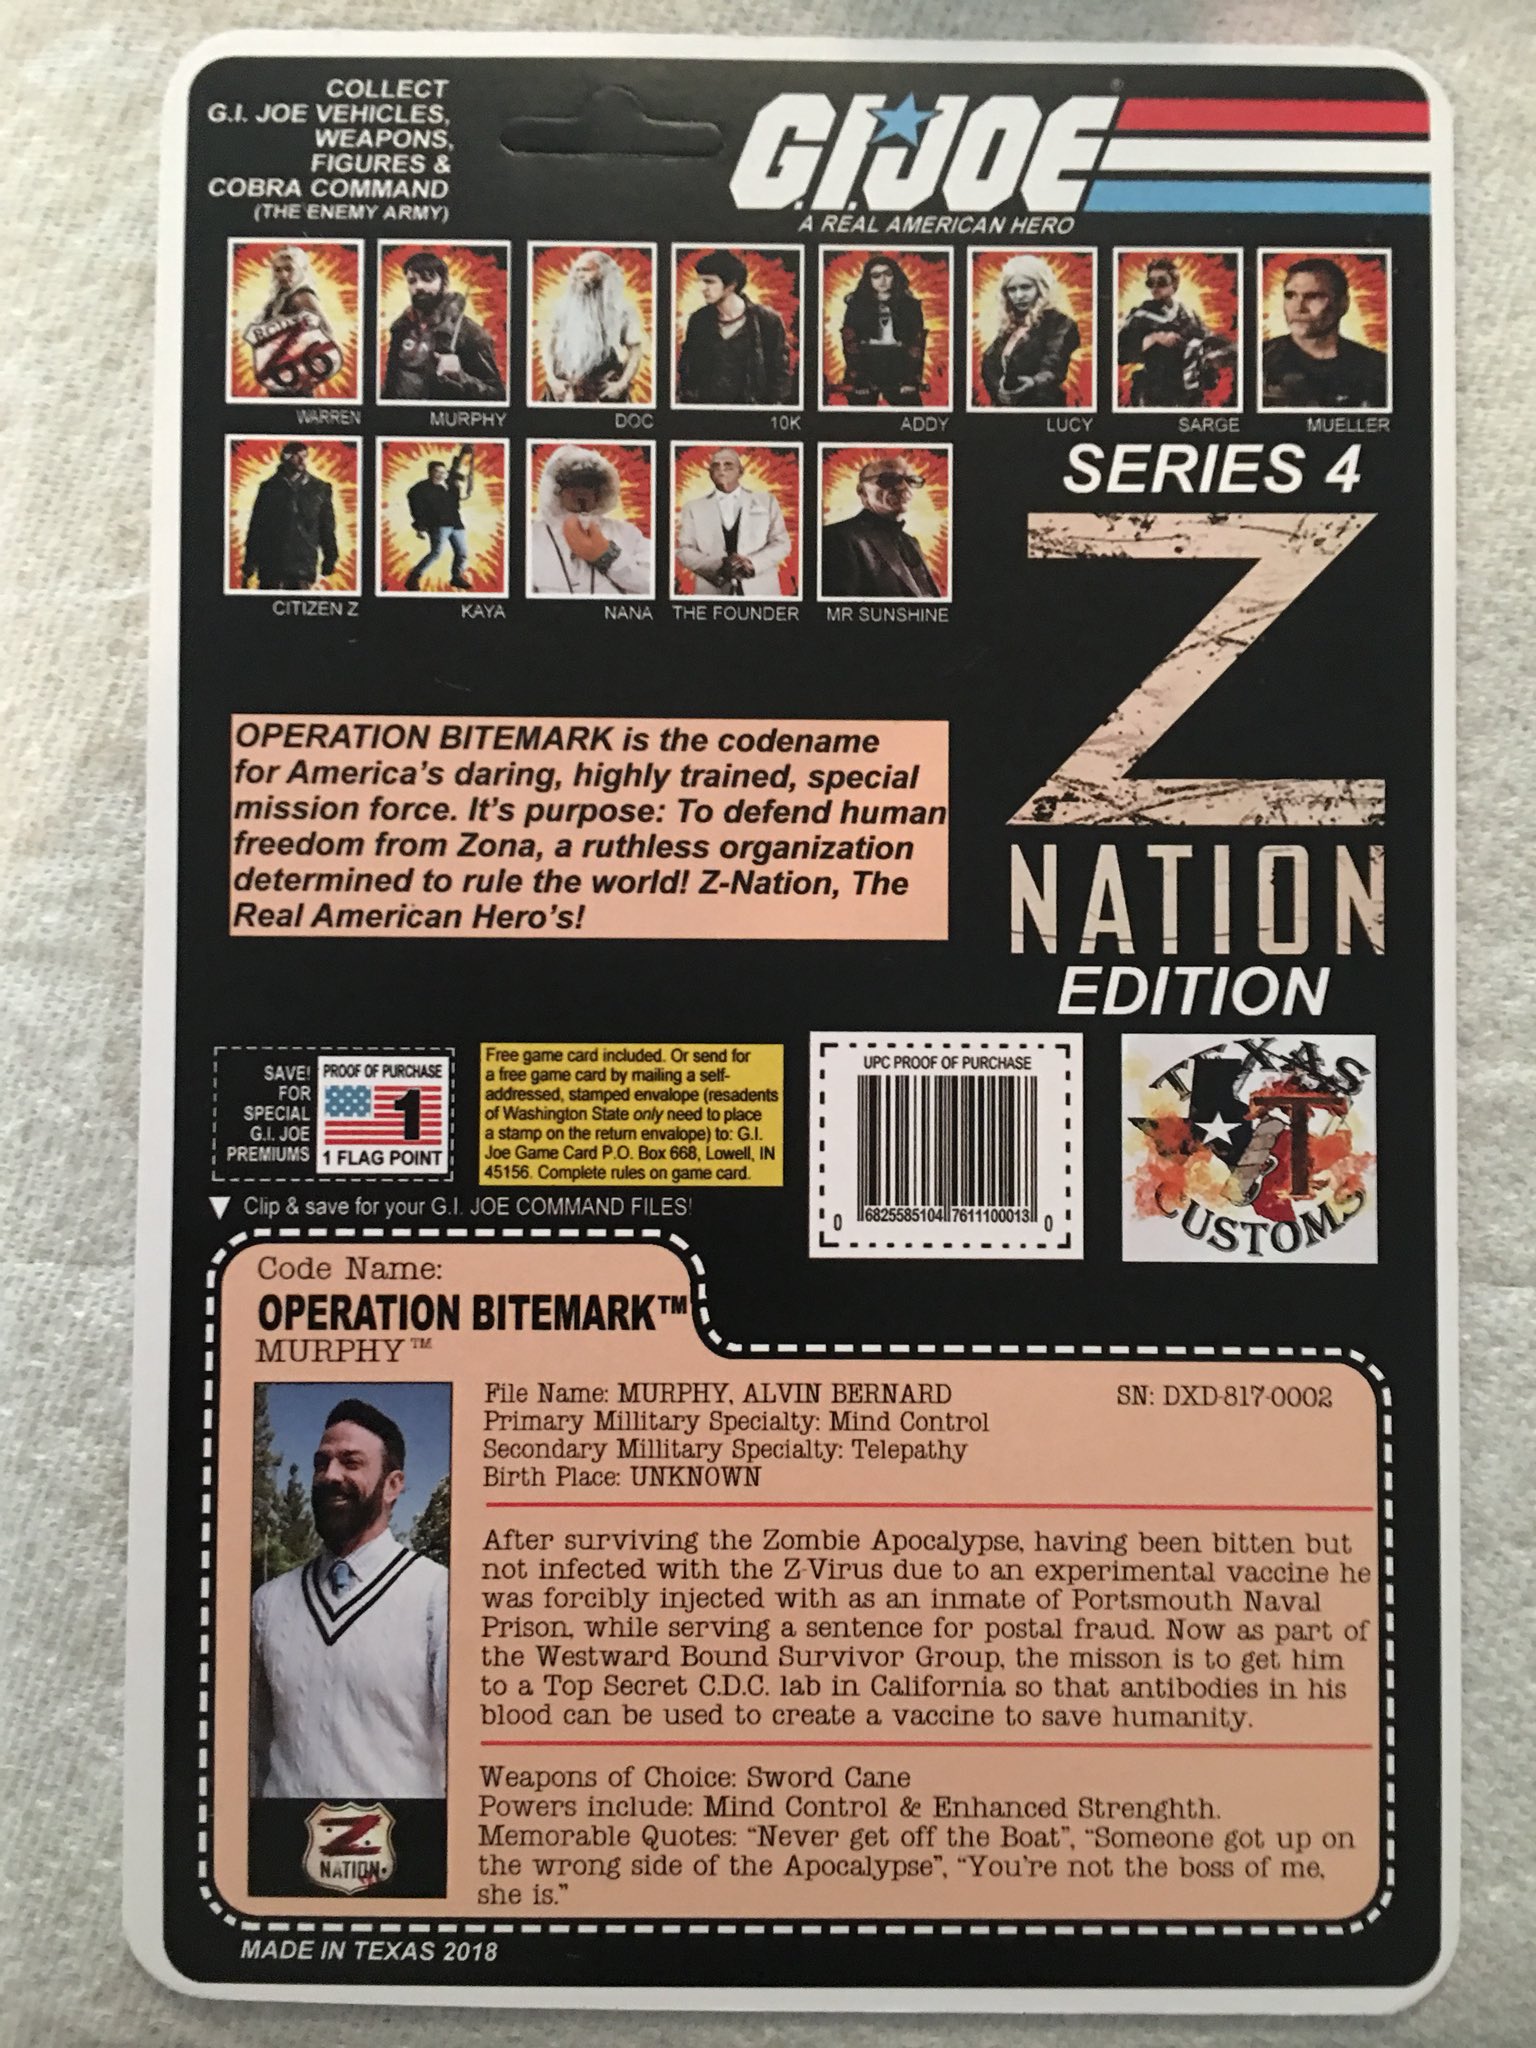 COLLECT
G.I. JOE VEHICLES,
WEAPONS,
FIGURES &
COBRA COMMAND
(THE ENEMY ARMY)
G.I.JOE®
A REAL AMERICAN HERO
ROUTE
66
WARREN
MURPHY
DOC
10K
ADDY
LUCY
SARGE
MUELLER
CITIZEN Z
KAYA
NANA
THE FOUNDER
MR SUNSHINE
SERIES 4
Z
NATION
EDITION
OPERATION BITEMARK is the codename
for America's daring, highly trained, special
mission force. It's purpose: To defend human
freedom from Zona, a ruthless organization
determined to rule the world! Z-Nation, The
Real American Hero's!
SAVE!
FOR
SPECIAL
G.I. JOE
PREMIUMS
PROOF OF PURCHASE
1
1 FLAG POINT
Free game card included. Or send for
a free game card by mailing a self-
addressed, stamped envelope (resadents
of Washington State only need to place
a stamp on the return envelope) to: G.I.
Joe Game Card P.O. Box 668, Lowell, IN
45156. Complete rules on game card.
UPC PROOF OF PURCHASE
0 6825585104 7611100013 0
TEXAS
T
CUSTOMS
Clip & save for your G.I. JOE COMMAND FILES!
Code Name:
OPERATION BITEMARK™
MURPHY™
File Name: MURPHY, ALVIN BERNARD
SN: DXD-817-0002
Primary Millitary Specialty: Mind Control
Secondary Millitary Specialty: Telepathy
Birth Place: UNKNOWN
After surviving the Zombie Apocalypse, having been bitten but
not infected with the Z-Virus due to an experimental vaccine he
was forcibly injected with as an inmate of Portsmouth Naval
Prison, while serving a sentence for postal fraud. Now as part of
the Westward Bound Survivor Group, the misson is to get him
to a Top Secret C.D.C. lab in California so that antibodies in his
blood can be used to create a vaccine to save humanity.
Weapons of Choice: Sword Cane
Powers include: Mind Control & Enhanced Strenghth.
Memorable Quotes: “Never get off the Boat”, “Someone got up on
the wrong side of the Apocalypse”, “You're not the boss of me,
she is.”
Z
NATION
MADE IN TEXAS 2018